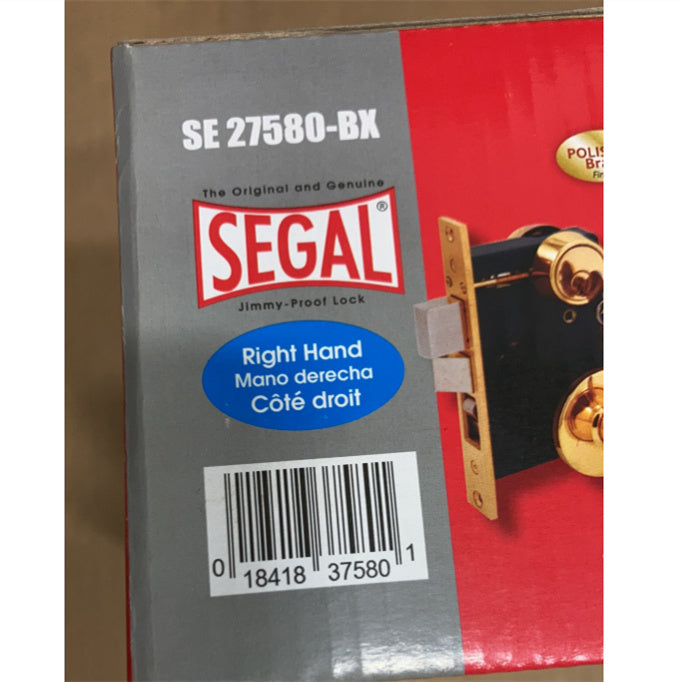 SE 27580-BX
The Original and Genuine
SEGAL®
Jimmy-Proof Lock
Right Hand
Mano derecha
Côté droit
0 18418 37580 1